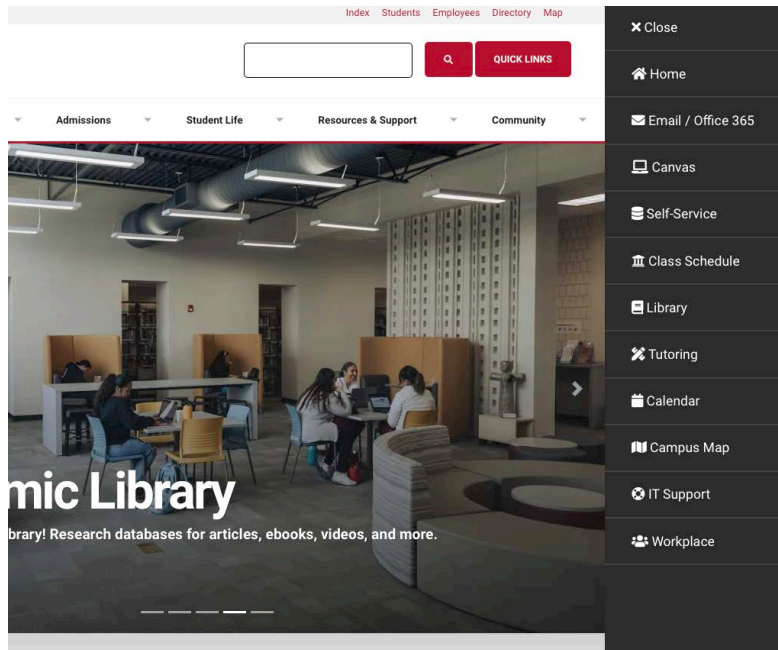 Index Students Employees Directory Map
QUICK LINKS
Admissions Student Life Resources & Support Community
mic Library
brary! Research databases for articles, ebooks, videos, and more.
Close
Home
Email / Office 365
Canvas
Self-Service
Class Schedule
Library
Tutoring
Calendar
Campus Map
IT Support
Workplace